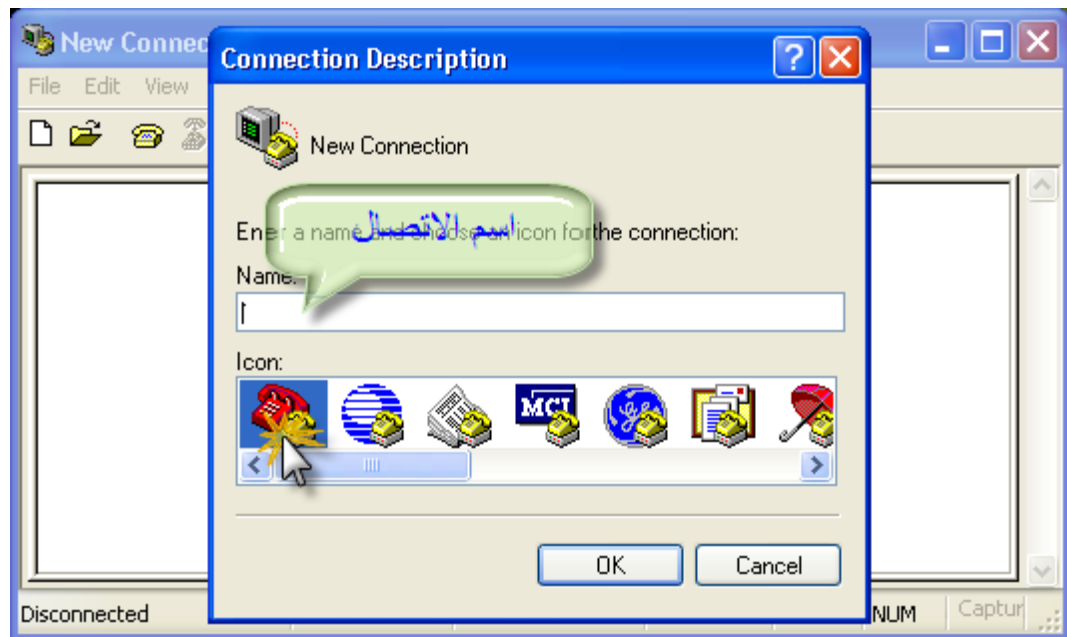 New Connec
Connection Description
File Edit View
New Connection
اسم الاتصال
Enter a name and choose an icon for the connection:
Name:
Icon:
MCI
OK Cancel
Disconnected
NUM Captur